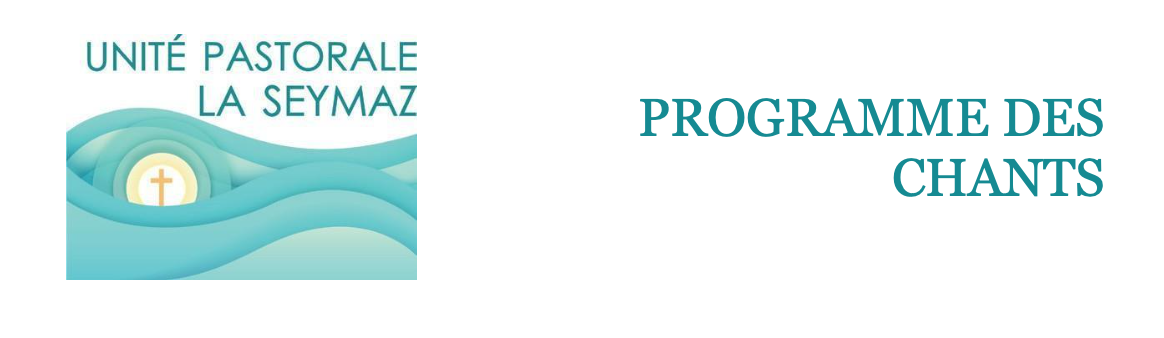 UNITÉ PASTORALE
LA SEYMAZ
PROGRAMME DES
CHANTS